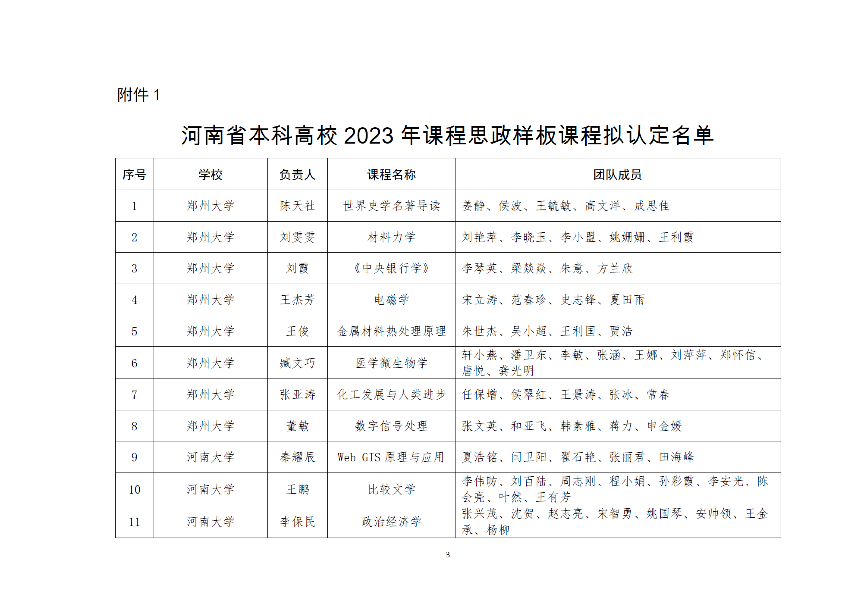 附件 1
河南省本科高校 2023 年课程思政样板课程拟认定名单
序号 学校 负责人 课程名称 团队成员
1 郑州大学 陈天社 世界史学名著导读 姜静、侯波、王毓敏、高文洋、成思佳
2 郑州大学 刘雯雯 材料力学 刘艳萍、李晓玉、李小盟、姚姗姗、王利霞
3 郑州大学 刘霞 《中央银行学》 李琴英、梁燚焱、朱意、方兰欣
4 郑州大学 王杰芳 电磁学 宋立涛、范春珍、史志锋、夏田雨
5 郑州大学 王俊 金属材料热处理原理 朱世杰、吴小超、王利国、贺浩
6 郑州大学 臧文巧 医学微生物学 轩小燕、潘卫东、李敏、张涵、王娜、刘萍萍、郑怀信、
唐悦、龚光明
7 郑州大学 张亚涛 化工发展与人类进步 任保增、侯翠红、王景涛、张冰、常春
8 郑州大学 董敏 数字信号处理 张文英、和亚飞、韩素雅、蒋力、申金媛
9 河南大学 秦耀辰 Web GIS 原理与应用 夏浩铭、闫卫阳、翟石艳、张丽君、田海峰
10 河南大学 王鹏 比较文学 李伟昉、刘百陆、周志刚、程小娟、孙彩霞、李安光、陈
会亮、叶然、王有芳
11 河南大学 李保民 政治经济学 张兴茂、沈贺、赵志亮、宋智勇、姚国琴、安帅领、王金
承、杨柳
3